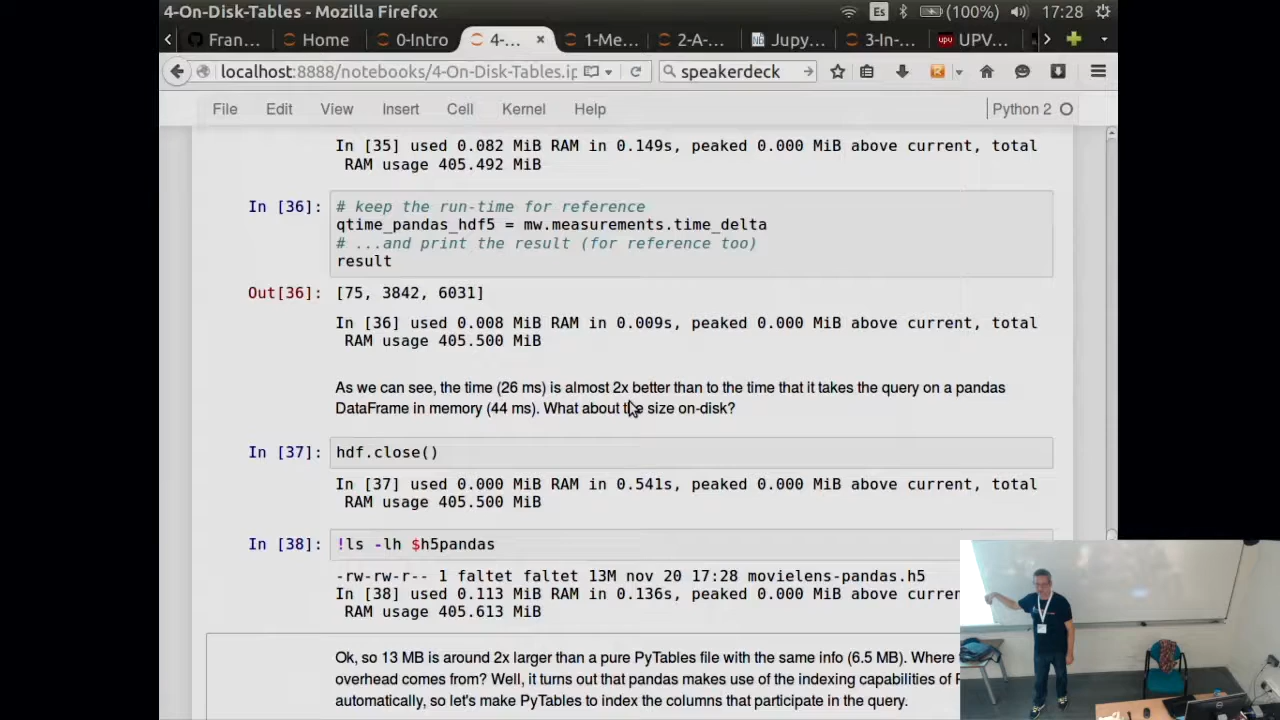 4-On-Disk-Tables - Mozilla Firefox
Es (100%) 17:28
Fran... Home 0-Intro 4-... 1-Me... 2-A-... Jupy... 3-In-... upv UPV...
localhost:8888/notebooks/4-On-Disk-Tables.ip speakerdeck
File Edit View Insert Cell Kernel Help Python 2
In [35] used 0.082 MiB RAM in 0.149s, peaked 0.000 MiB above current, total
RAM usage 405.492 MiB
In [36]: # keep the run-time for reference
qtime_pandas_hdf5 = mw.measurements.time_delta
# ...and print the result (for reference too)
result
Out[36]: [75, 3842, 6031]
In [36] used 0.008 MiB RAM in 0.009s, peaked 0.000 MiB above current, total
RAM usage 405.500 MiB
As we can see, the time (26 ms) is almost 2x better than to the time that it takes the query on a pandas
DataFrame in memory (44 ms). What about the size on-disk?
In [37]: hdf.close()
In [37] used 0.000 MiB RAM in 0.541s, peaked 0.000 MiB above current, total
RAM usage 405.500 MiB
In [38]: !ls -lh $h5pandas
-rw-rw-r-- 1 faltet faltet 13M nov 20 17:28 movielens-pandas.h5
In [38] used 0.113 MiB RAM in 0.136s, peaked 0.000 MiB above curren
RAM usage 405.613 MiB
Ok, so 13 MB is around 2x larger than a pure PyTables file with the same info (6.5 MB). Where
overhead comes from? Well, it turns out that pandas makes use of the indexing capabilities of
automatically, so let's make PyTables to index the columns that participate in the query.